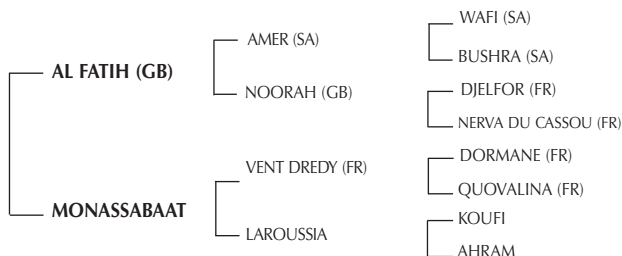 WAFI (SA)
AMER (SA)
BUSHRA (SA)
AL FATIH (GB)
DJELFOR (FR)
NOORAH (GB)
NERVA DU CASSOU (FR)
DORMANE (FR)
VENT DREDY (FR)
QUOVALINA (FR)
MONASSABAAT
KOUFI
LAROUSSIA
AHRAM